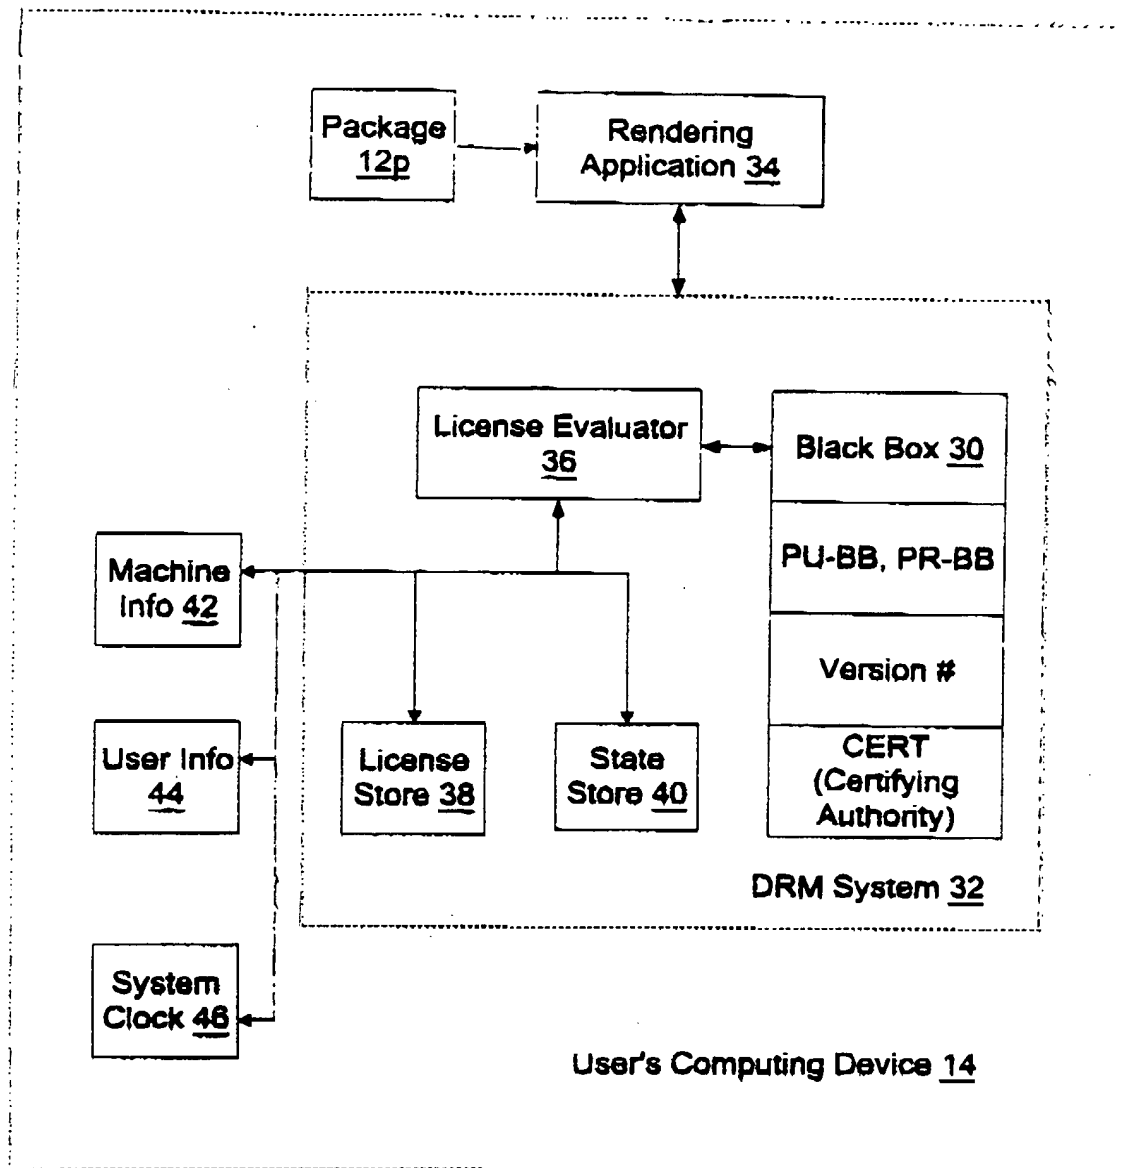 Package
12p
Rendering
Application 34
License Evaluator
36
Black Box 30
PU-BB, PR-BB
Version #
CERT
(Certifying
Authority)
Machine
Info 42
User Info
44
License
Store 38
State
Store 40
DRM System 32
System
Clock 46
User's Computing Device 14